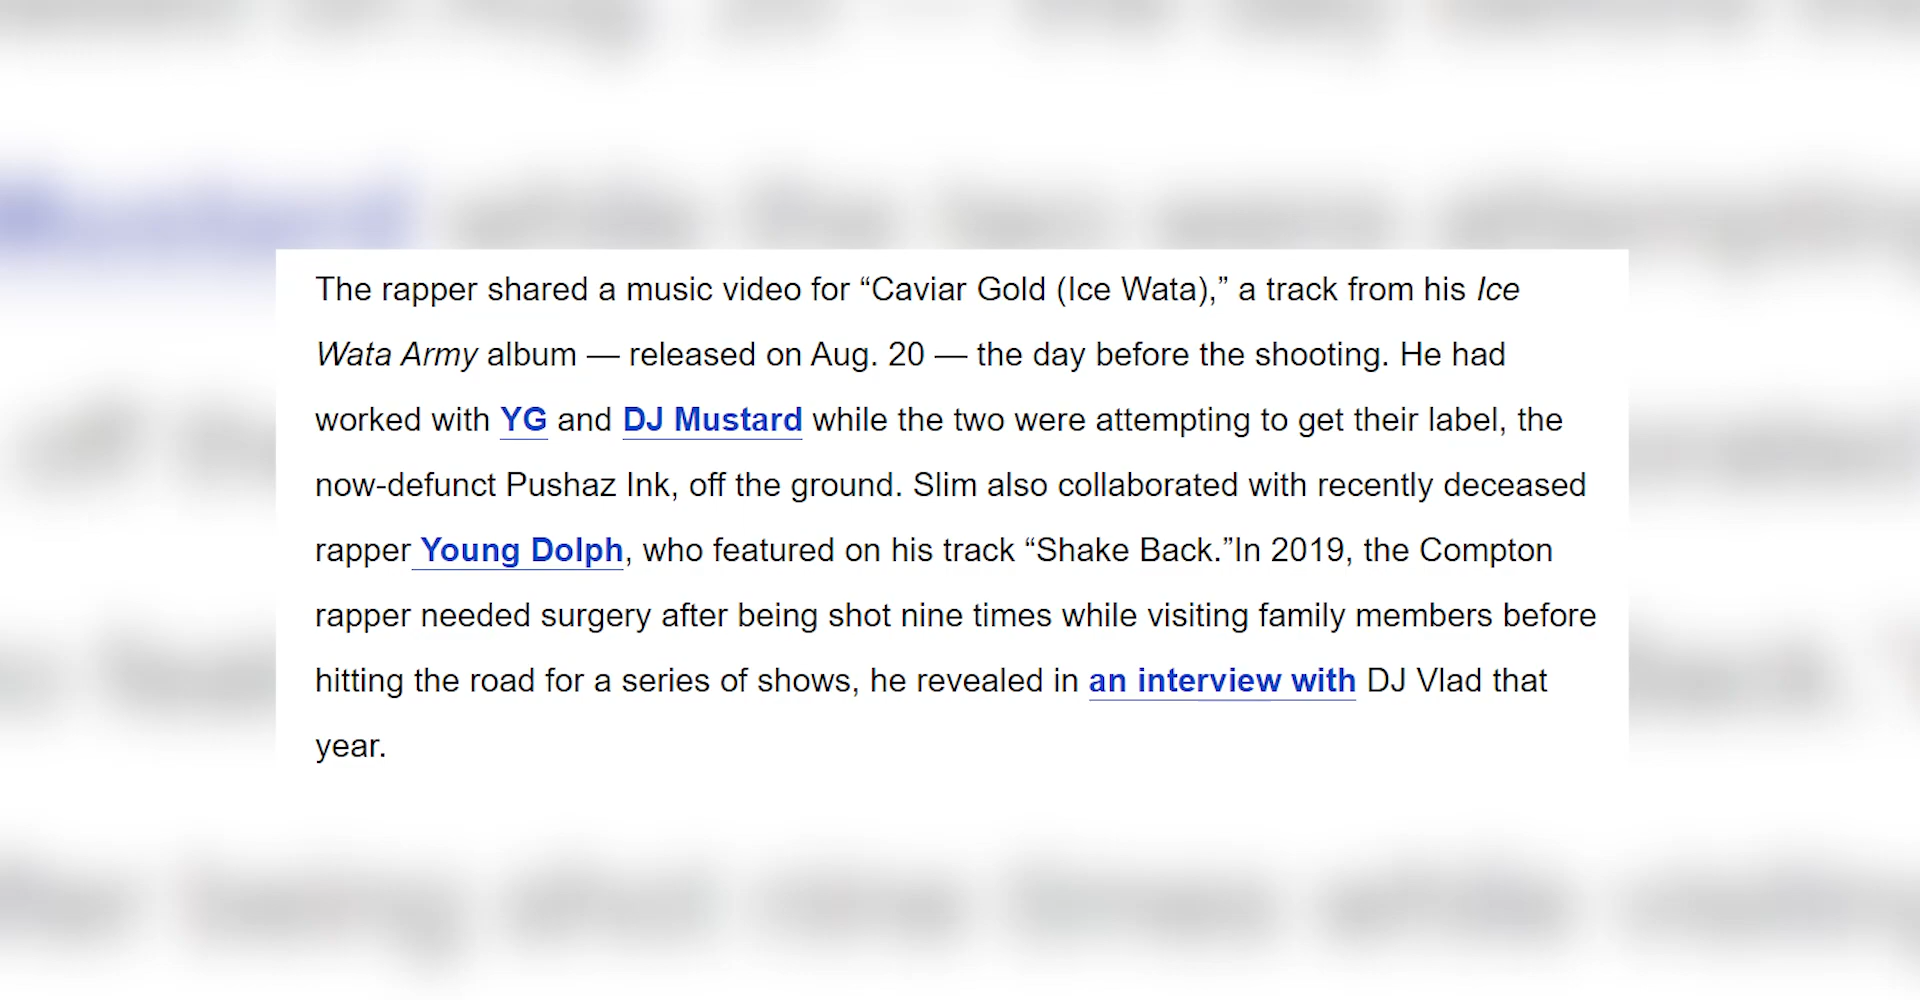 The rapper shared a music video for “Caviar Gold (Ice Wata),” a track from his Ice
Wata Army album — released on Aug. 20 — the day before the shooting. He had
worked with YG and DJ Mustard while the two were attempting to get their label, the
now-defunct Pushaz Ink, off the ground. Slim also collaborated with recently deceased
rapper Young Dolph, who featured on his track “Shake Back.”In 2019, the Compton
rapper needed surgery after being shot nine times while visiting family members before
hitting the road for a series of shows, he revealed in an interview with DJ Vlad that
year.